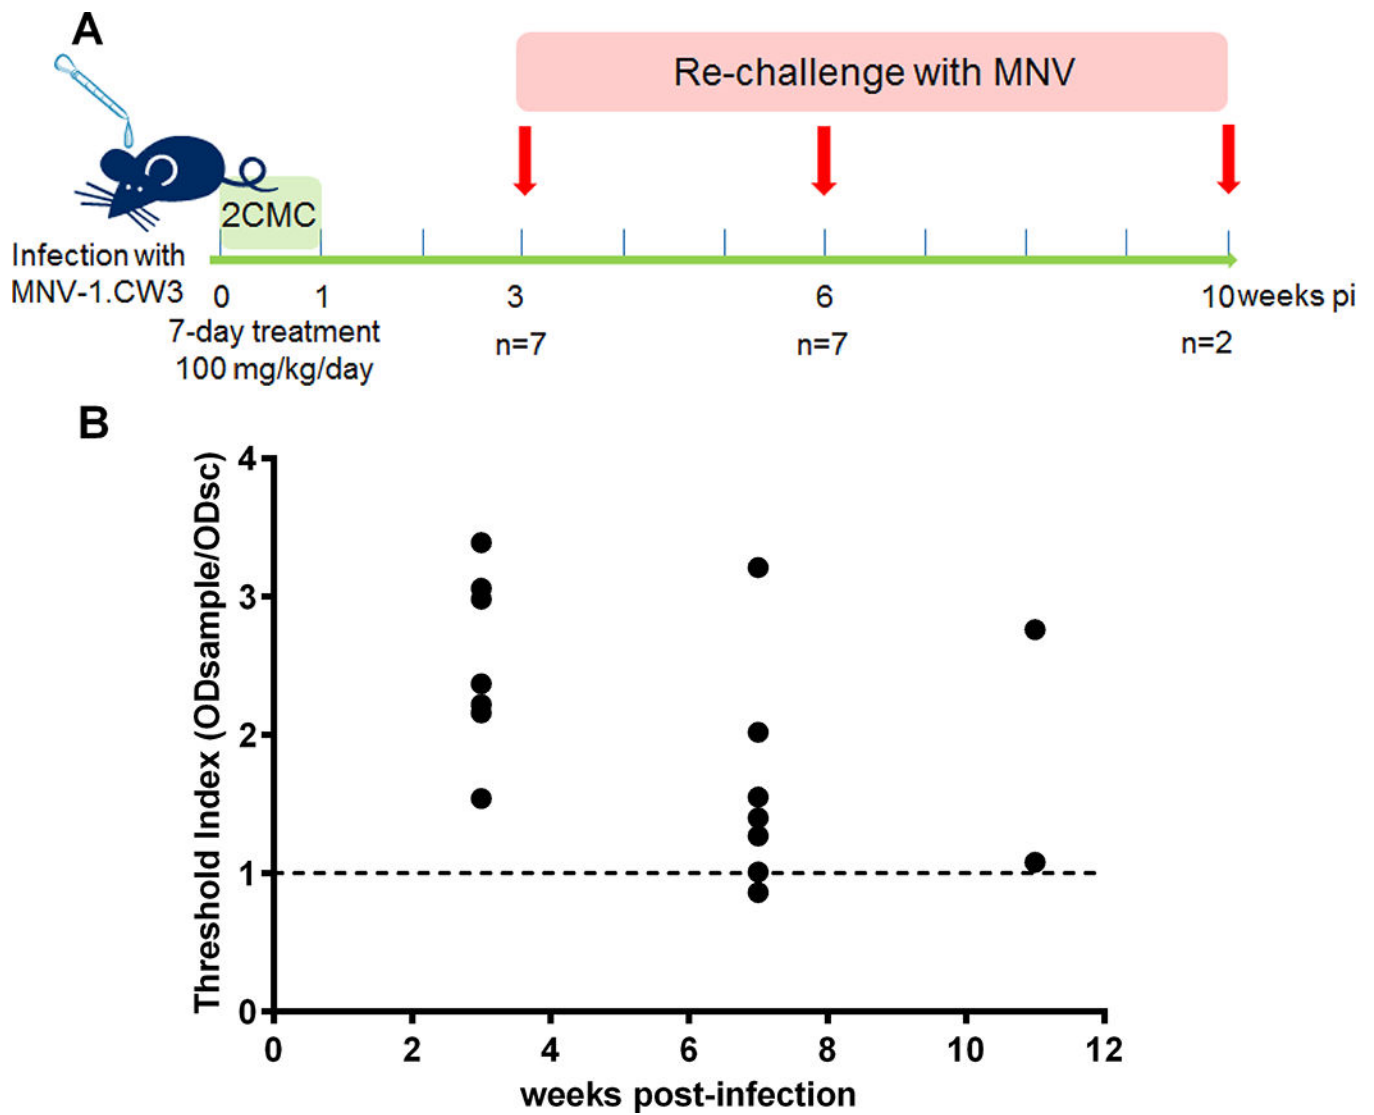 A
Re-challenge with MNV
2CMC
Infection with
MNV-1.CW3
0 1 3 6 10weeks pi
7-day treatment
100 mg/kg/day
n=7 n=7 n=2
B
Threshold Index (ODsample/ODsc)
4
3
2
1
0
0 2 4 6 8 10 12
weeks post-infection